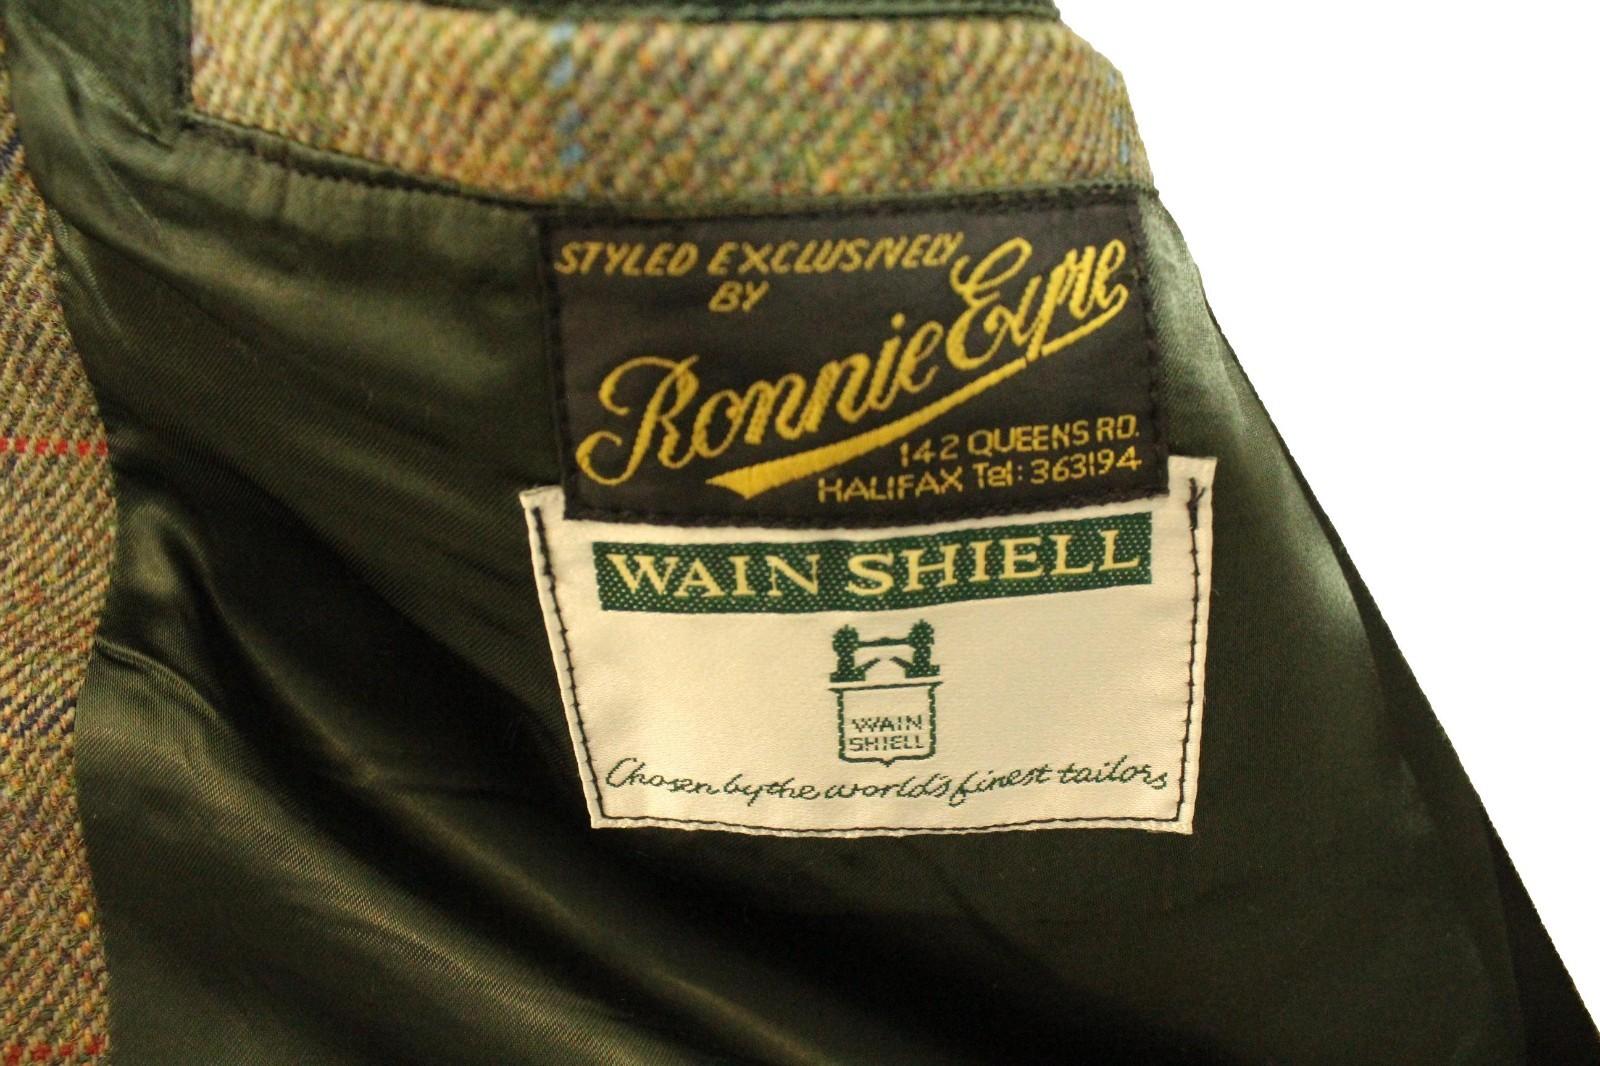 STYLED EXCLUSIVELY
BY
Ronnie Eyre
142 QUEENS RD.
HALIFAX Tel: 363194
WAIN SHIELL
WAIN
SHIELL
Chosen by the world's finest tailors